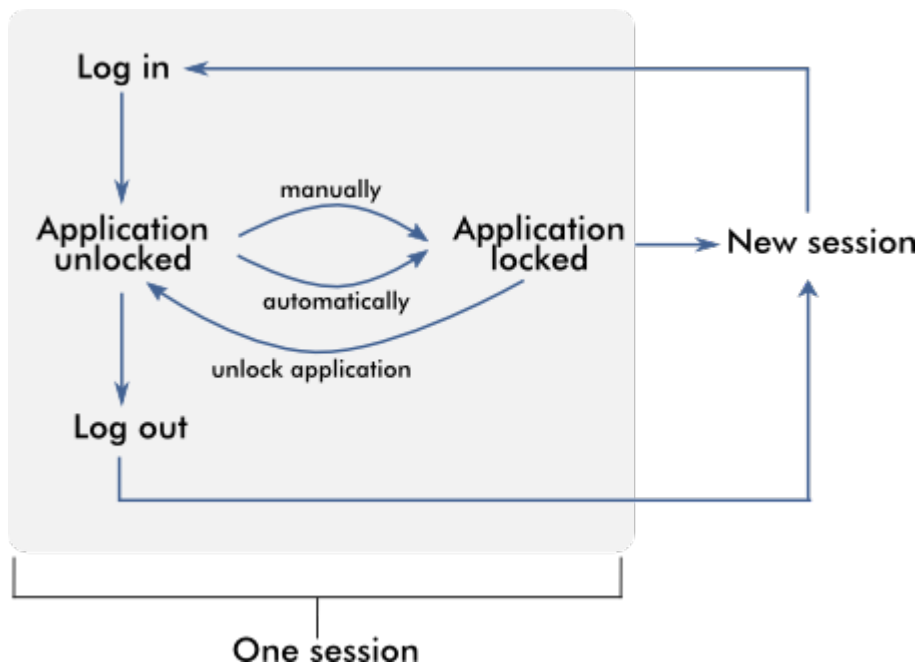 Log in
manually
Application
unlocked
Application
locked
New session
automatically
unlock application
Log out
One session